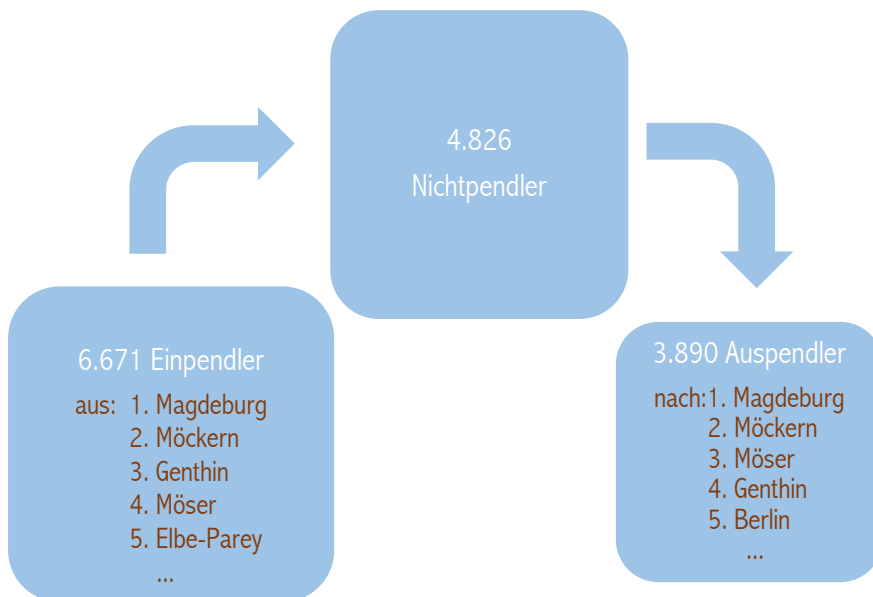 4.826
Nichtpendler
6.671 Einpendler
aus: 1. Magdeburg
2. Möckern
3. Genthin
4. Möser
5. Elbe-Parey
...
3.890 Auspendler
nach:1. Magdeburg
2. Möckern
3. Möser
4. Genthin
5. Berlin
...